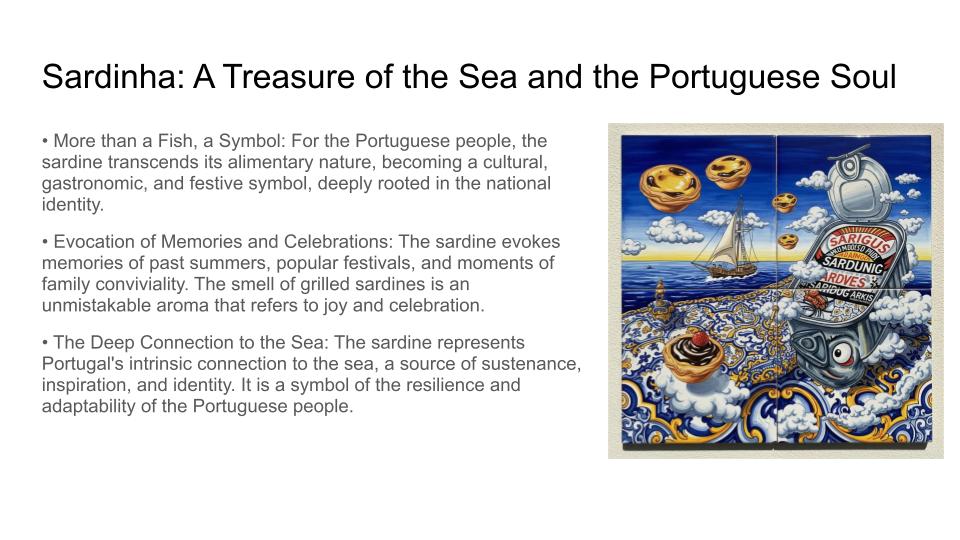 Sardinha: A Treasure of the Sea and the Portuguese Soul
• More than a Fish, a Symbol: For the Portuguese people, the
sardine transcends its alimentary nature, becoming a cultural,
gastronomic, and festive symbol, deeply rooted in the national
identity.
• Evocation of Memories and Celebrations: The sardine evokes
memories of past summers, popular festivals, and moments of
family conviviality. The smell of grilled sardines is an
unmistakable aroma that refers to joy and celebration.
• The Deep Connection to the Sea: The sardine represents
Portugal's intrinsic connection to the sea, a source of sustenance,
inspiration, and identity. It is a symbol of the resilience and
adaptability of the Portuguese people.
SARIGUS
SARDUNIG
ARDVES
SARIDUG ARKIS